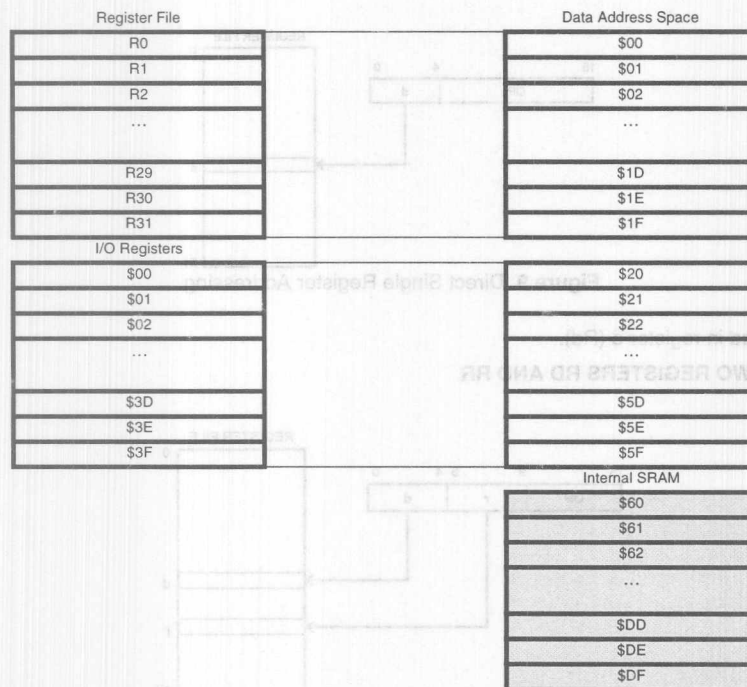 Register File
R0
R1
R2
...
R29
R30
R31
I/O Registers
$00
$01
$02
...
$3D
$3E
$3F
Data Address Space
$00
$01
$02
...
$1D
$1E
$1F
$20
$21
$22
...
$5D
$5E
$5F
Internal SRAM
$60
$61
$62
...
$DD
$DE
$DF